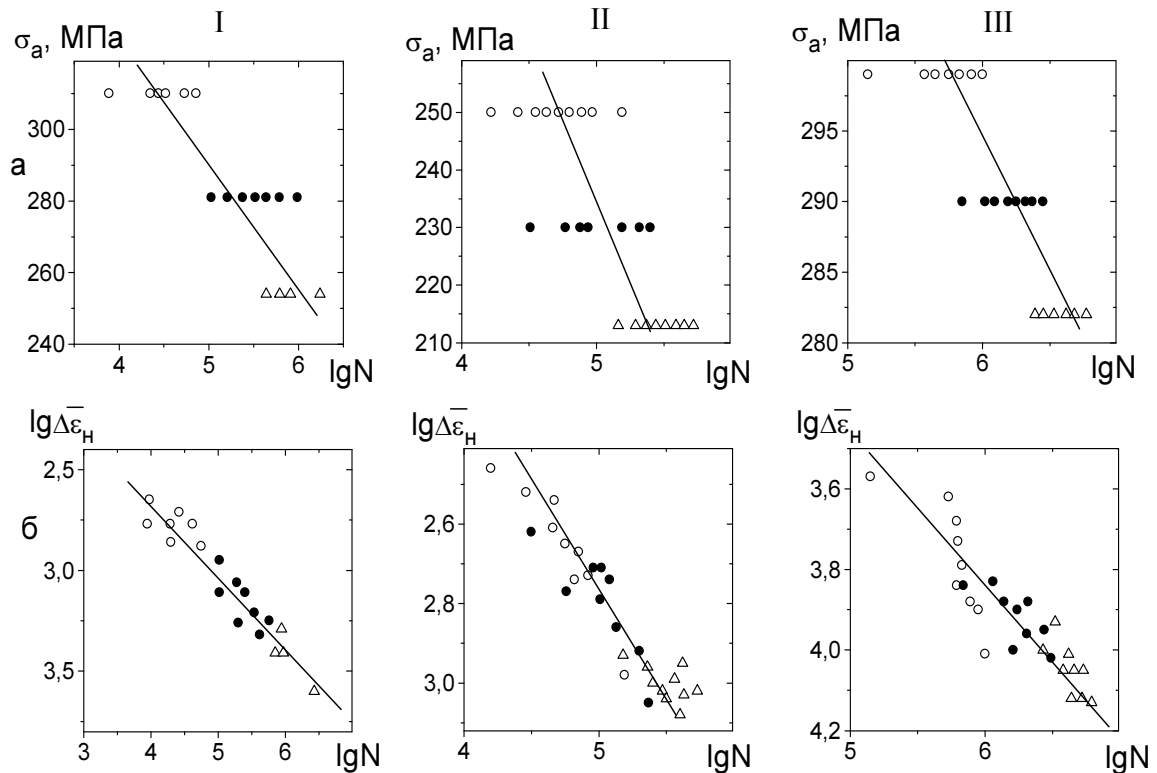 I II III
σₐ, МПа σₐ, МПа σₐ, МПа
а
310
280
260
240
4 5 6 lgN
250
240
230
220
210
4 5 lgN
295
290
285
280
5 6 lgN
б
lgΔε̅ₙ lgΔε̅ₙ lgΔε̅ₙ
2,5
3,0
3,5
3 4 5 6 lgN
2,6
2,8
3,0
4 5 lgN
3,6
3,8
4,0
4,2
5 6 lgN